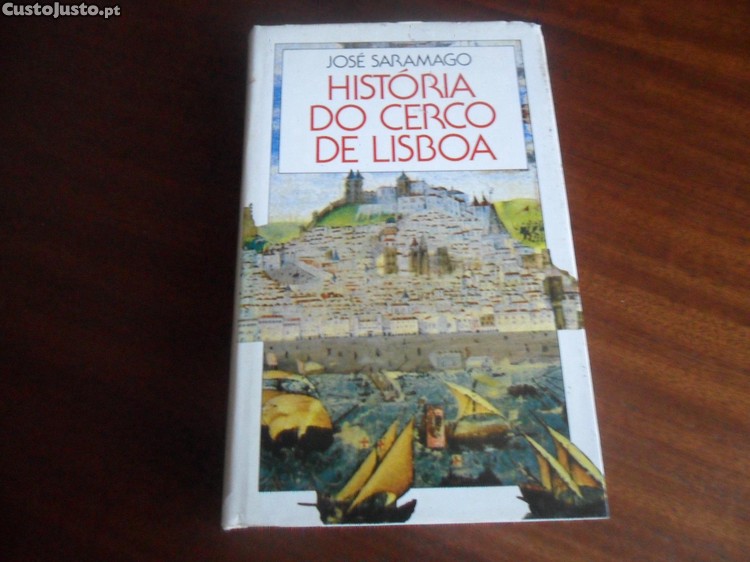 CustoJusto.pt
JOSÉ SARAMAGO
HISTÓRIA
DO CERCO
DE LISBOA